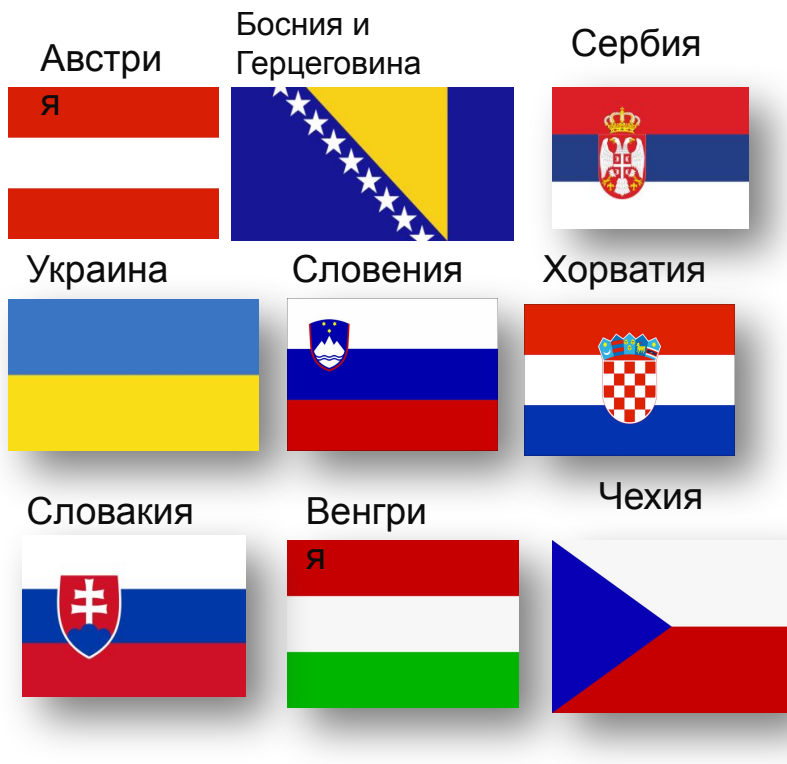 Австри
я
Босния и
Герцеговина
Сербия
Украина
Словения
Хорватия
Словакия
Венгри
я
Чехия